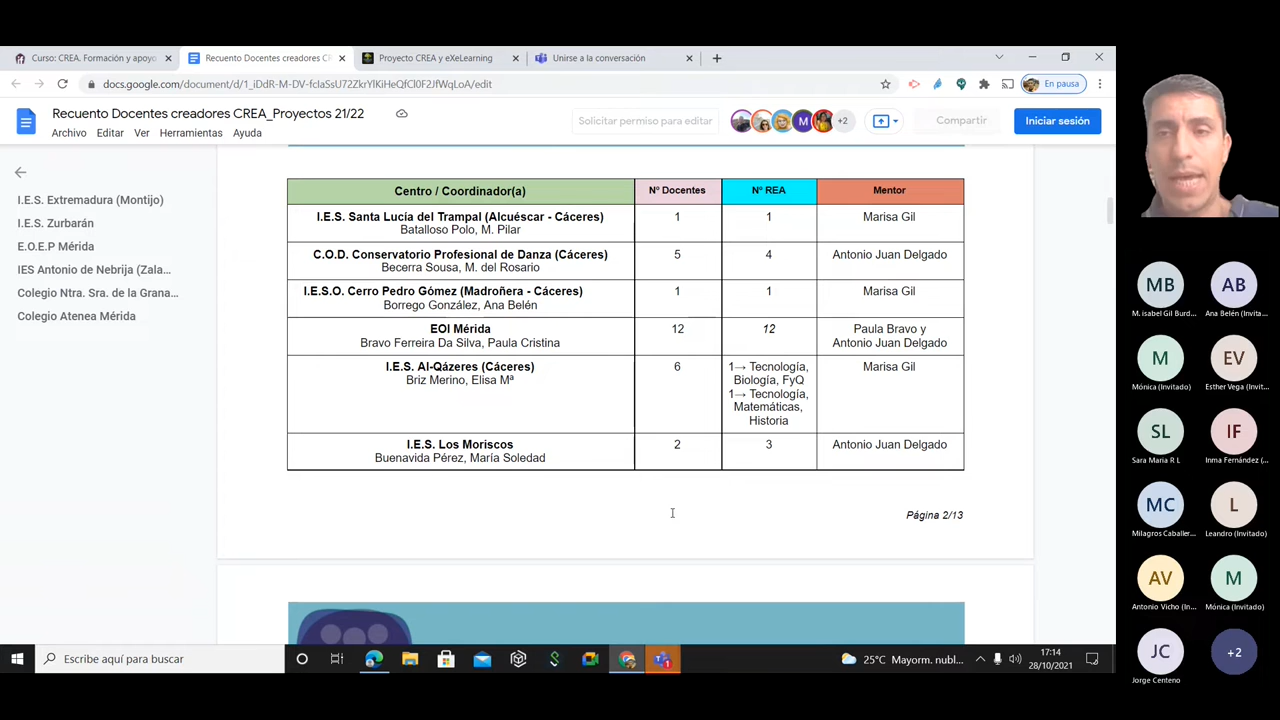 Curso: CREA. Formación y apoyo
Recuento Docentes creadores CR
Proyecto CREA y eXeLearning
Unirse a la conversación
En pausa
Recuento Docentes creadores CREA_Proyectos 21/22
Archivo Editar Ver Herramientas Ayuda
Solicitar permiso para editar
+2
Compartir
Iniciar sesión
I.E.S. Extremadura (Montijo)
I.E.S. Zurbarán
E.O.E.P Mérida
IES Antonio de Nebrija (Zala...
Colegio Ntra. Sra. de la Grana...
Colegio Atenea Mérida
Centro / Coordinador(a) Nº Docentes Nº REA Mentor
I.E.S. Santa Lucía del Trampal (Alcuéscar - Cáceres) 1 1 Marisa Gil
Batalloso Polo, M. Pilar
C.O.D. Conservatorio Profesional de Danza (Cáceres) 5 4 Antonio Juan Delgado
Becerra Sousa, M. del Rosario
I.E.S.O. Cerro Pedro Gómez (Madroñera - Cáceres) 1 1 Marisa Gil
Borrego González, Ana Belén
EOI Mérida 12 12 Paula Bravo y
Bravo Ferreira Da Silva, Paula Cristina Antonio Juan Delgado
I.E.S. Al-Qázeres (Cáceres) 6 1→ Tecnología, Marisa Gil
Briz Merino, Elisa Mª Biología, FyQ
1→ Tecnología,
Matemáticas,
Historia
I.E.S. Los Moriscos 2 3 Antonio Juan Delgado
Buenavida Pérez, María Soledad
Página 2/13
Escribe aquí para buscar
25°C Mayorm. nubl...
17:14
28/10/2021
MB AB
M. isabel Gil Burd... Ana Belén (Invita...
M EV
Mónica (Invitado) Esther Vega (Invit...
SL IF
Sara Maria R L Inma Fernández (...
MC L
Milagros Caballer... Leandro (Invitado)
AV M
Antonio Vicho (In... Mónica (Invitado)
JC +2
Jorge Centeno